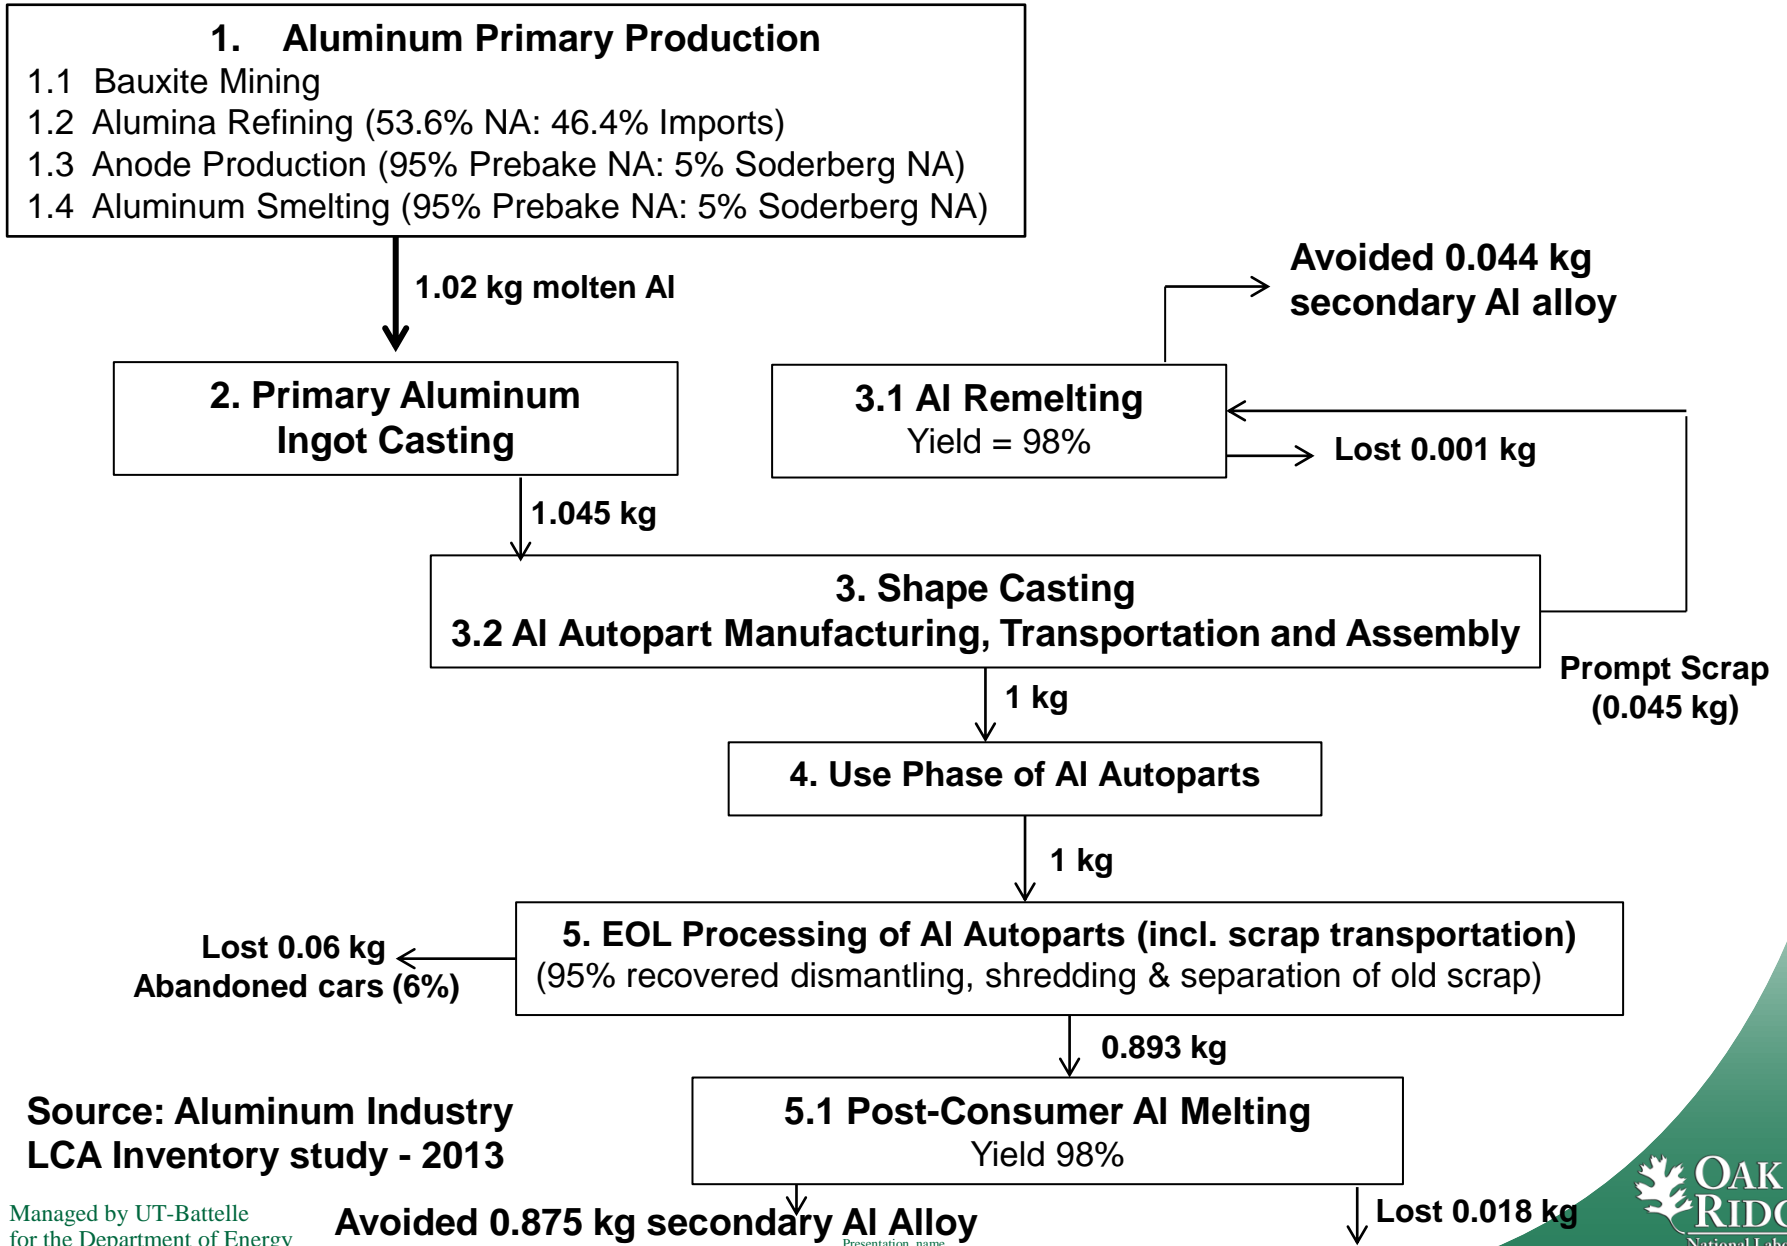 1. Aluminum Primary Production
1.1 Bauxite Mining
1.2 Alumina Refining (53.6% NA: 46.4% Imports)
1.3 Anode Production (95% Prebake NA: 5% Soderberg NA)
1.4 Aluminum Smelting (95% Prebake NA: 5% Soderberg NA)
1.02 kg molten Al
Avoided 0.044 kg
secondary Al alloy
2. Primary Aluminum
Ingot Casting
3.1 Al Remelting
Yield = 98%
Lost 0.001 kg
1.045 kg
3. Shape Casting
3.2 Al Autopart Manufacturing, Transportation and Assembly
Prompt Scrap
(0.045 kg)
1 kg
4. Use Phase of Al Autoparts
1 kg
5. EOL Processing of Al Autoparts (incl. scrap transportation)
(95% recovered dismantling, shredding & separation of old scrap)
Lost 0.06 kg
Abandoned cars (6%)
0.893 kg
5.1 Post-Consumer Al Melting
Yield 98%
Source: Aluminum Industry
LCA Inventory study - 2013
Avoided 0.875 kg secondary Al Alloy
Lost 0.018 kg
Managed by UT-Battelle
for the Department of Energy
Presentation_name
OAK
RIDG
National Labo